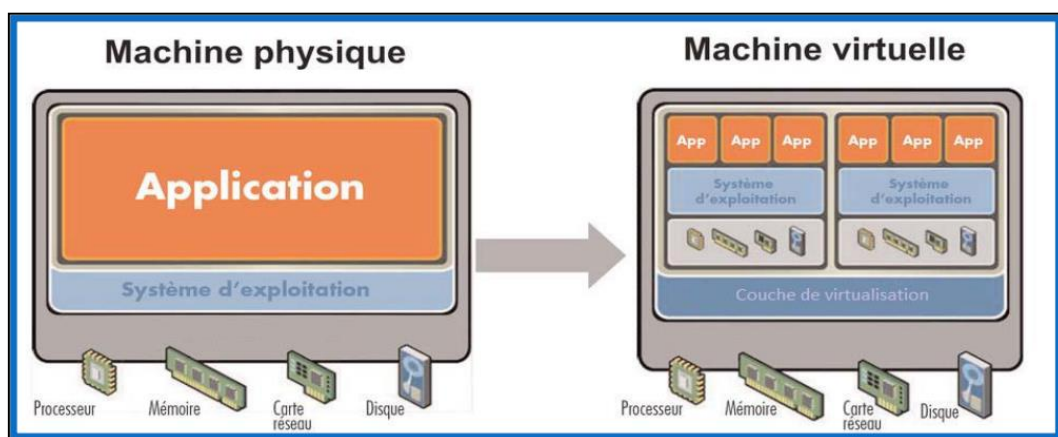 Machine physique
Application
Système d'exploitation
Processeur
Mémoire
Carte
réseau
Disque
Machine virtuelle
App
App
App
App
App
App
Système
d'exploitation
Système
d'exploitation
Couche de virtualisation
Processeur
Mémoire
Carte
réseau
Disque